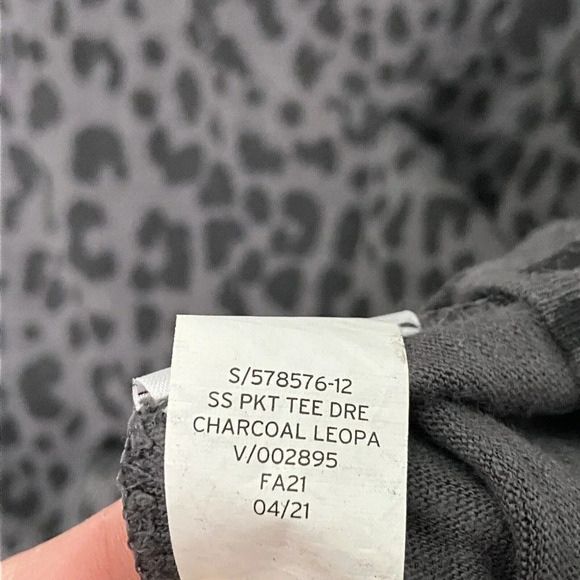 S/578576-12
SS PKT TEE DRE
CHARCOAL LEOPA
V/002895
FA21
04/21